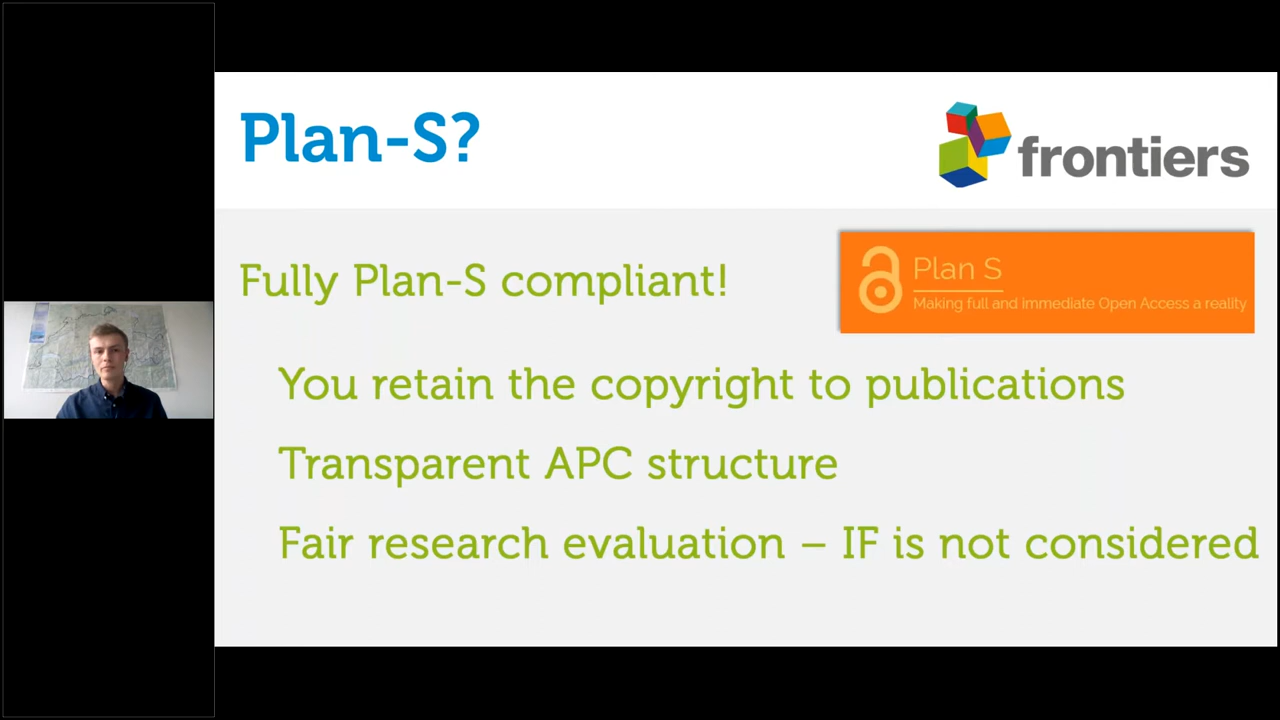 Plan-S?
frontiers
Fully Plan-S compliant!
Plan S
Making full and immediate Open Access a reality
You retain the copyright to publications
Transparent APC structure
Fair research evaluation – IF is not considered